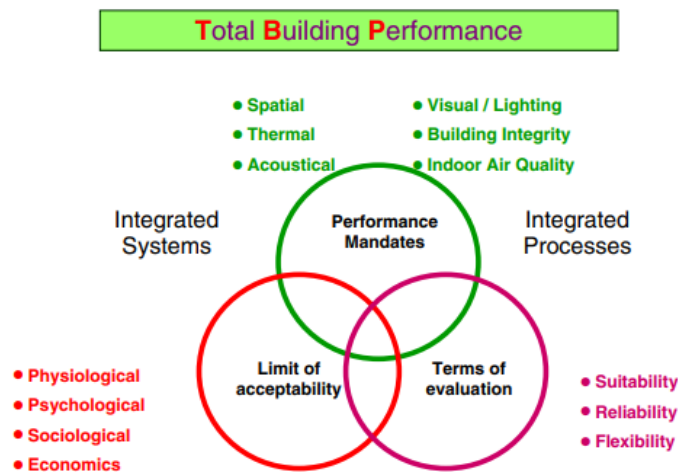 Total Building Performance
• Spatial
• Thermal
• Acoustical
• Visual / Lighting
• Building Integrity
• Indoor Air Quality
Integrated
Systems
Performance
Mandates
Integrated
Processes
Limit of
acceptability
Terms of
evaluation
• Physiological
• Psychological
• Sociological
• Economics
• Suitability
• Reliability
• Flexibility